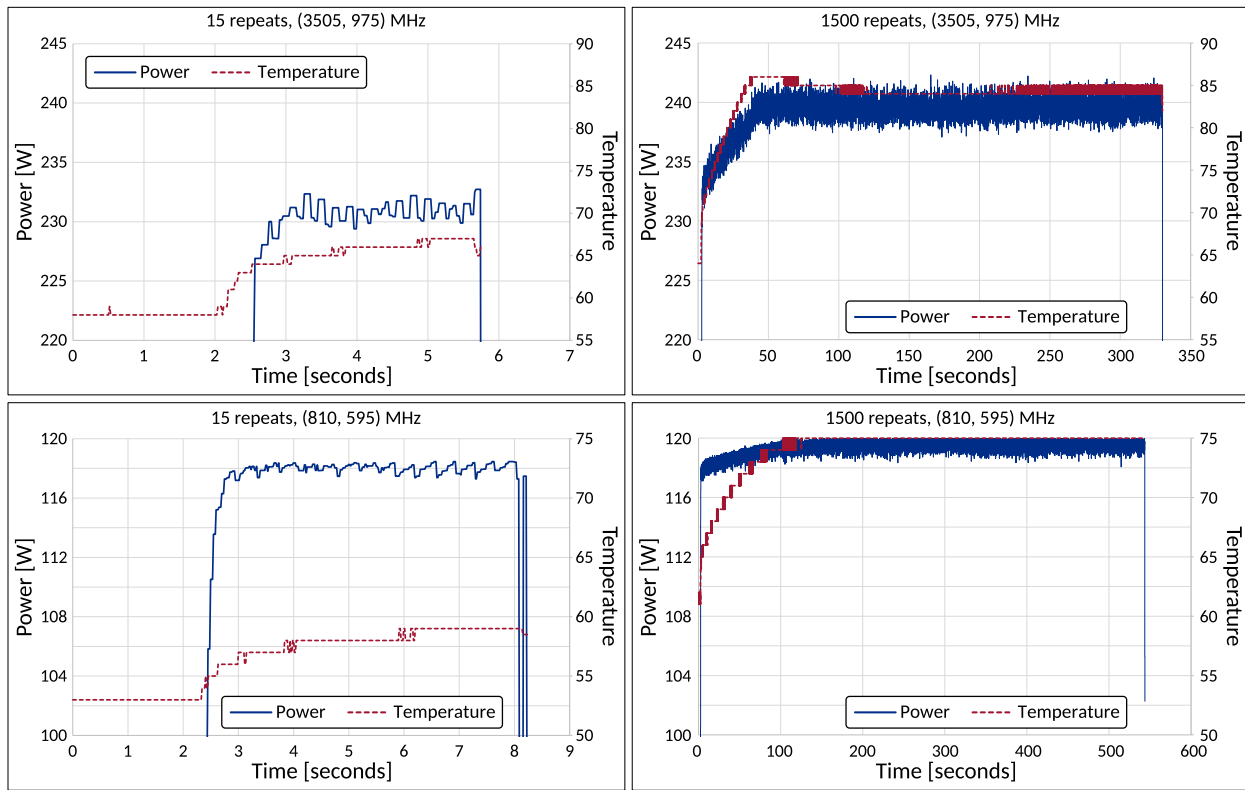 15 repeats, (3505, 975) MHz
245
240
235
230
225
220
90
85
80
75
70
65
60
55
0 1 2 3 4 5 6 7
Power [W]
Temperature
Time [seconds]
Power Temperature
1500 repeats, (3505, 975) MHz
245
240
235
230
225
220
90
85
80
75
70
65
60
55
0 50 100 150 200 250 300 350
Power [W]
Temperature
Time [seconds]
Power Temperature
15 repeats, (810, 595) MHz
120
116
112
108
104
100
75
70
65
60
55
50
0 1 2 3 4 5 6 7 8 9
Power [W]
Temperature
Time [seconds]
Power Temperature
1500 repeats, (810, 595) MHz
120
116
112
108
104
100
75
70
65
60
55
50
0 100 200 300 400 500 600
Power [W]
Temperature
Time [seconds]
Power Temperature